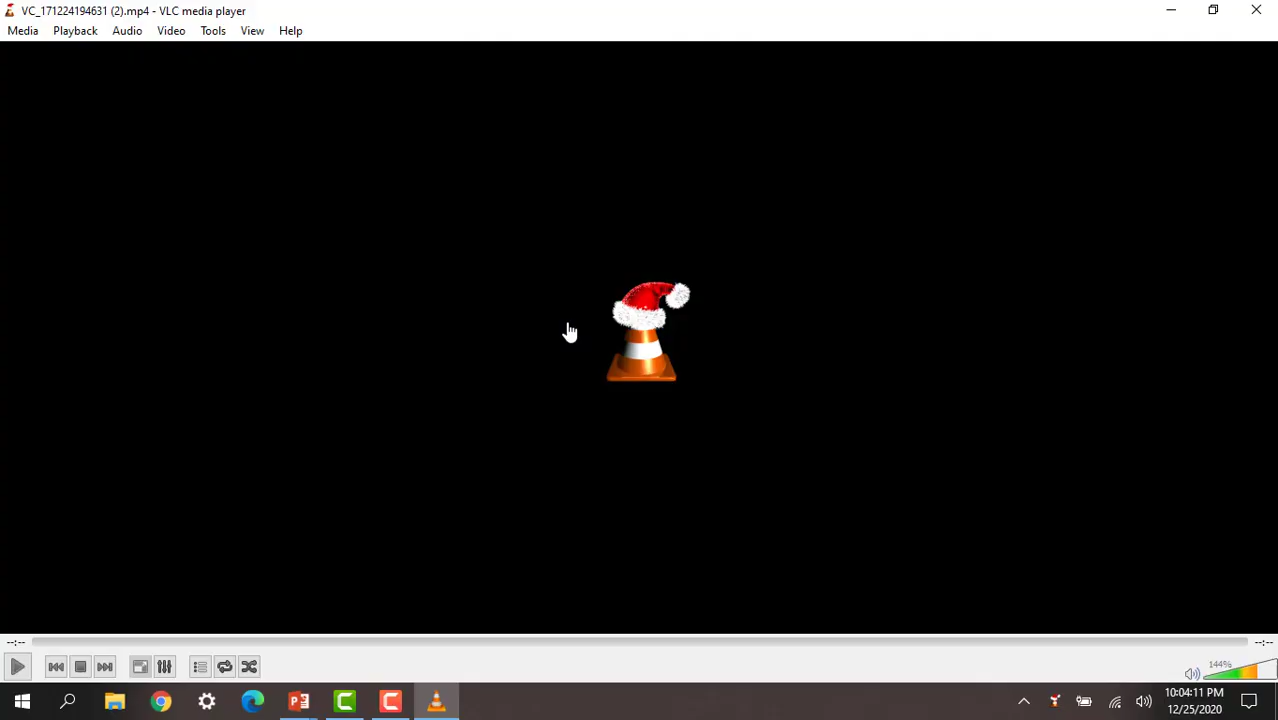 VC_171224194631 (2).mp4 - VLC media player
Media Playback Audio Video Tools View Help
--:-- --:--
144%
10:04:11 PM
12/25/2020